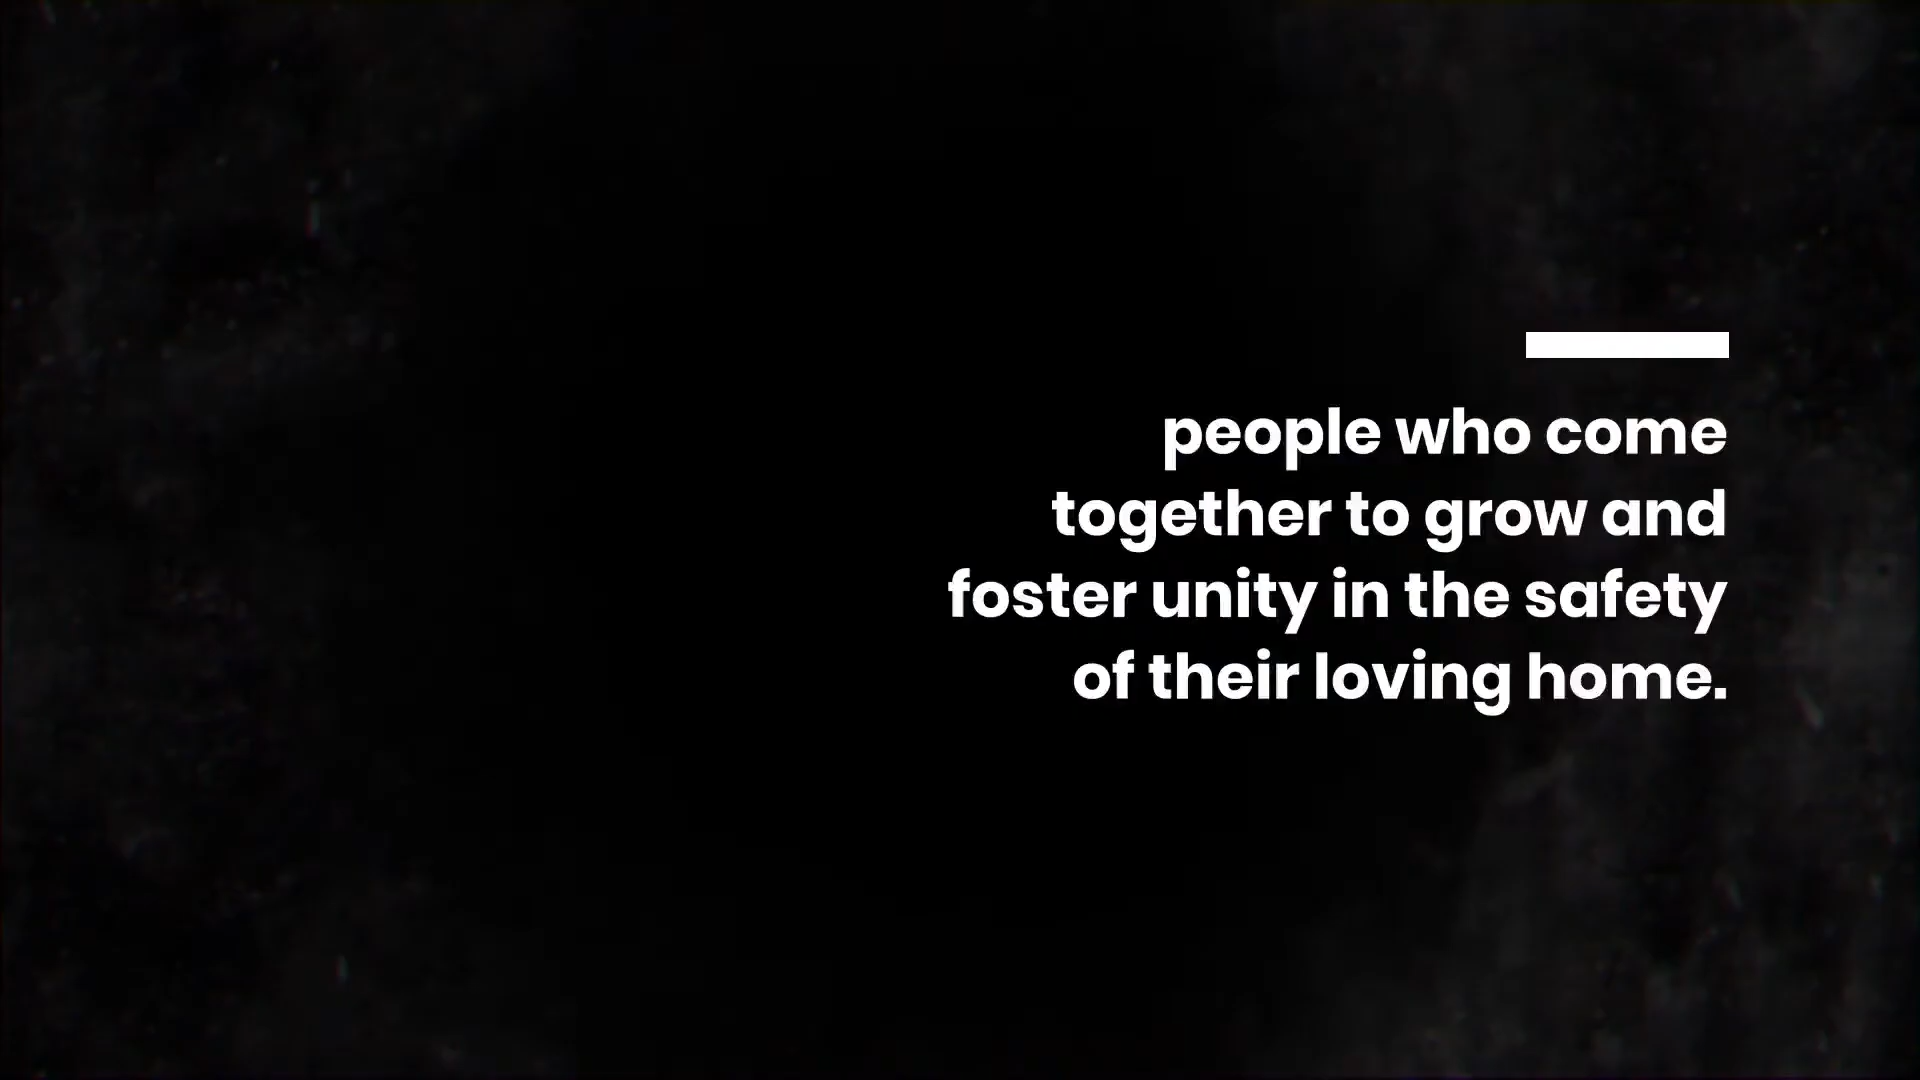 people who come
together to grow and
foster unity in the safety
of their loving home.